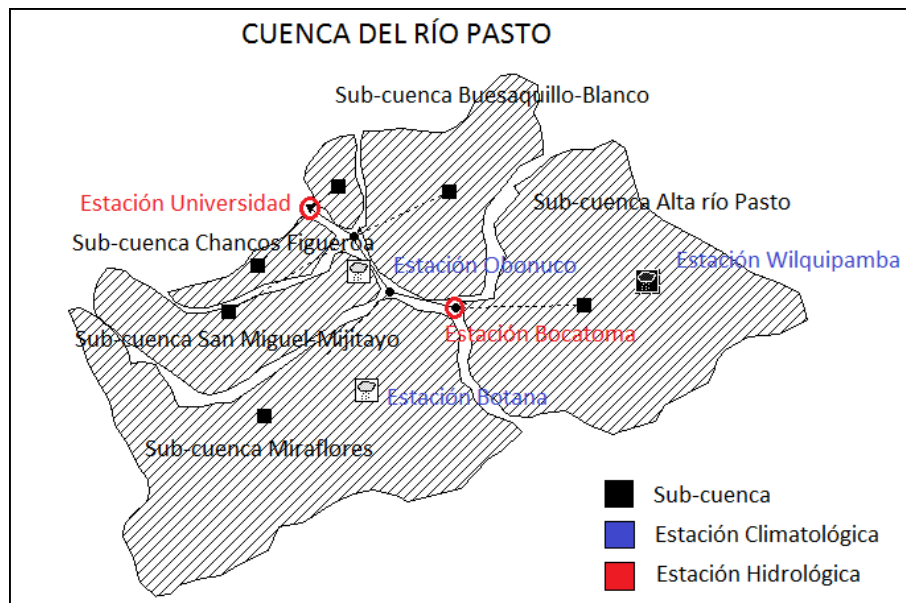 CUENCA DEL RÍO PASTO
Sub-cuenca Buesaquillo-Blanco
Estación Universidad
Sub-cuenca Alta río Pasto
Sub-cuenca Chancos Figueroa
Estación Obonuco
Estación Wilquipamba
Sub-cuenca San Miguel-Mijitayo
Estación Bocatoma
Estación Botana
Sub-cuenca Miraflores
Sub-cuenca
Estación Climatológica
Estación Hidrológica